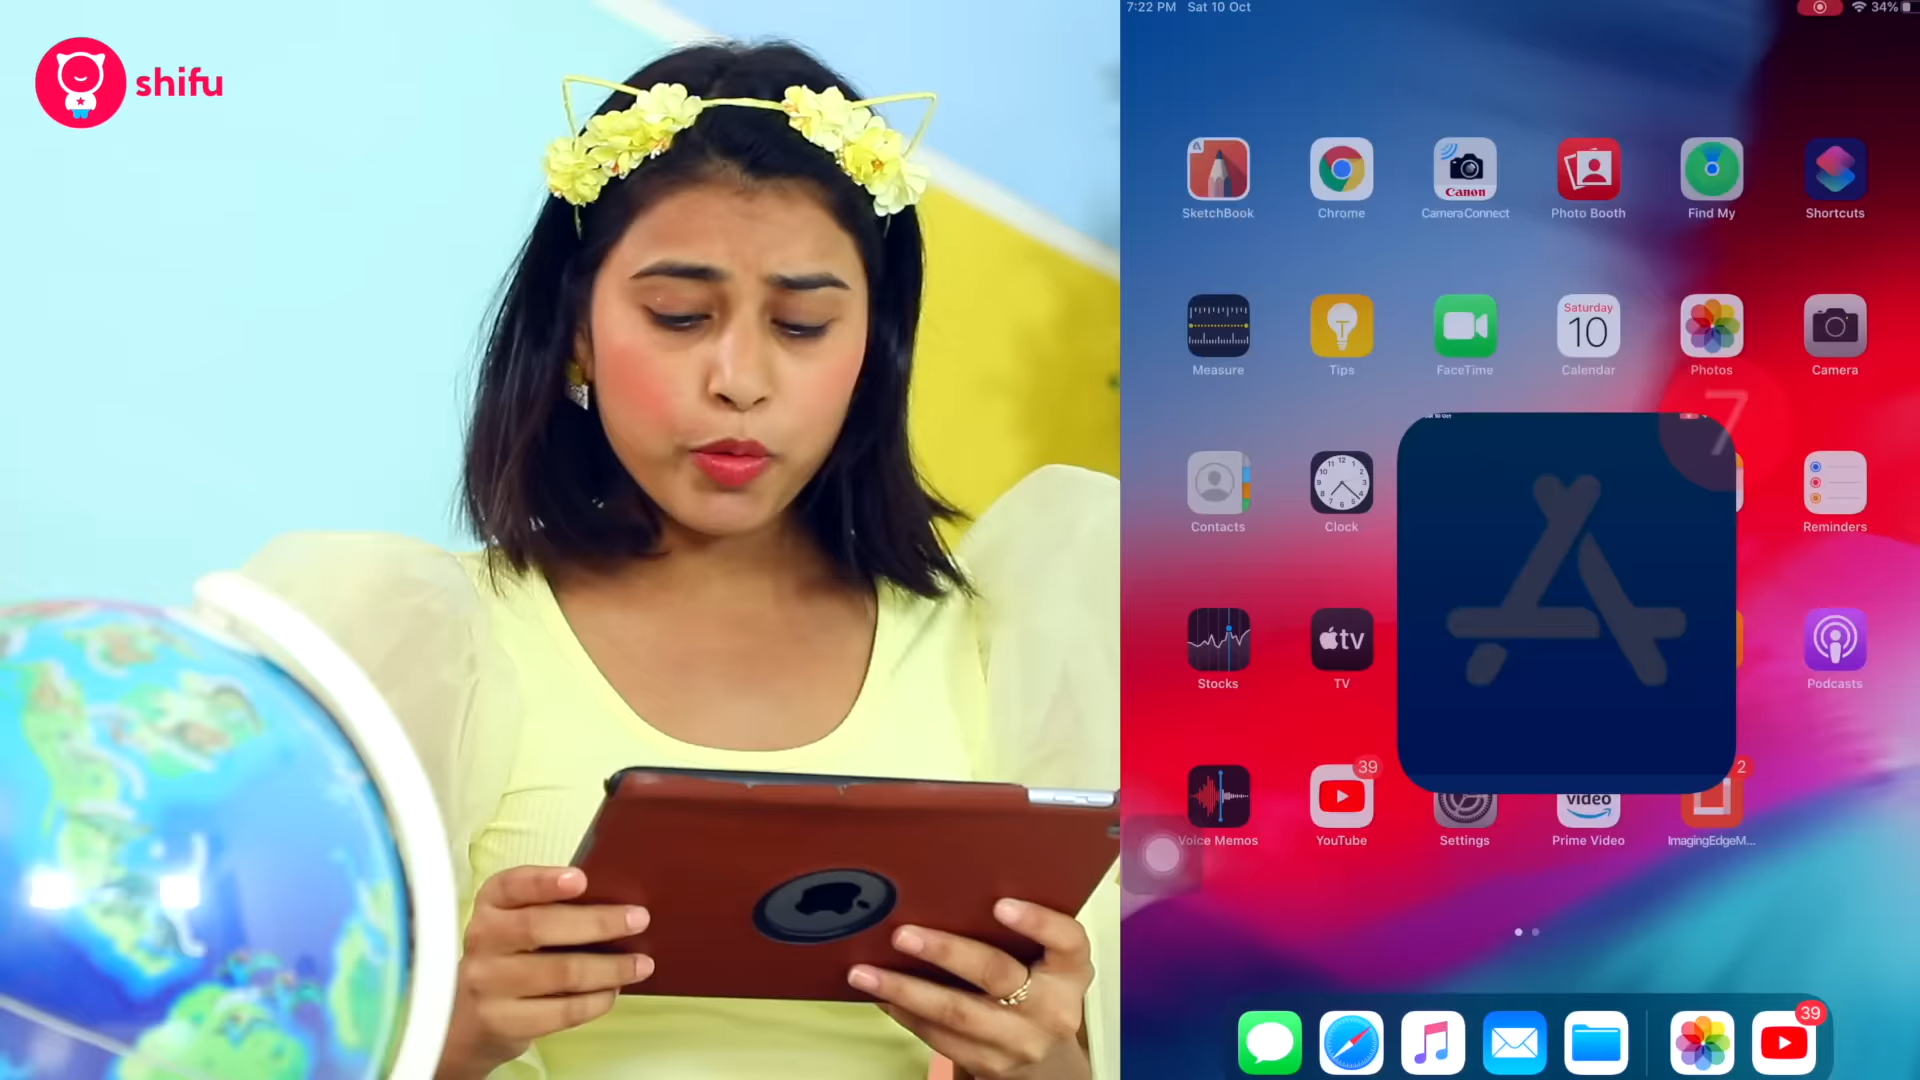 shifu
7:22 PM Sat 10 Oct
34%
SketchBook
Chrome
Canon
CameraConnect
Photo Booth
Find My
Shortcuts
Measure
Tips
FaceTime
Saturday
10
Calendar
Photos
Camera
7
Contacts
12
Clock
Reminders
Stocks
tv
TV
Podcasts
Voice Memos
39
YouTube
Settings
video
Prime Video
2
ImagingEdgeM...
39